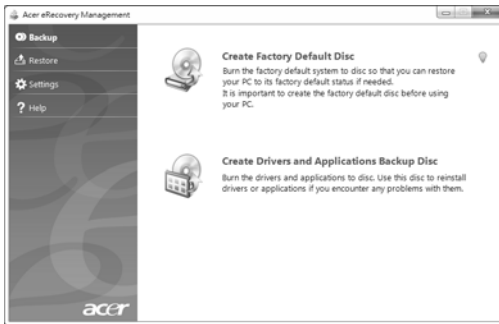 Acer eRecovery Management
Backup
Restore
Settings
? Help
Create Factory Default Disc
Burn the factory default system to disc so that you can restore
your PC to its factory default status if needed.
It is important to create the factory default disc before using
your PC.
Create Drivers and Applications Backup Disc
Burn the drivers and applications to disc. Use this disc to reinstall
drivers or applications if you encounter any problems with them.
acer